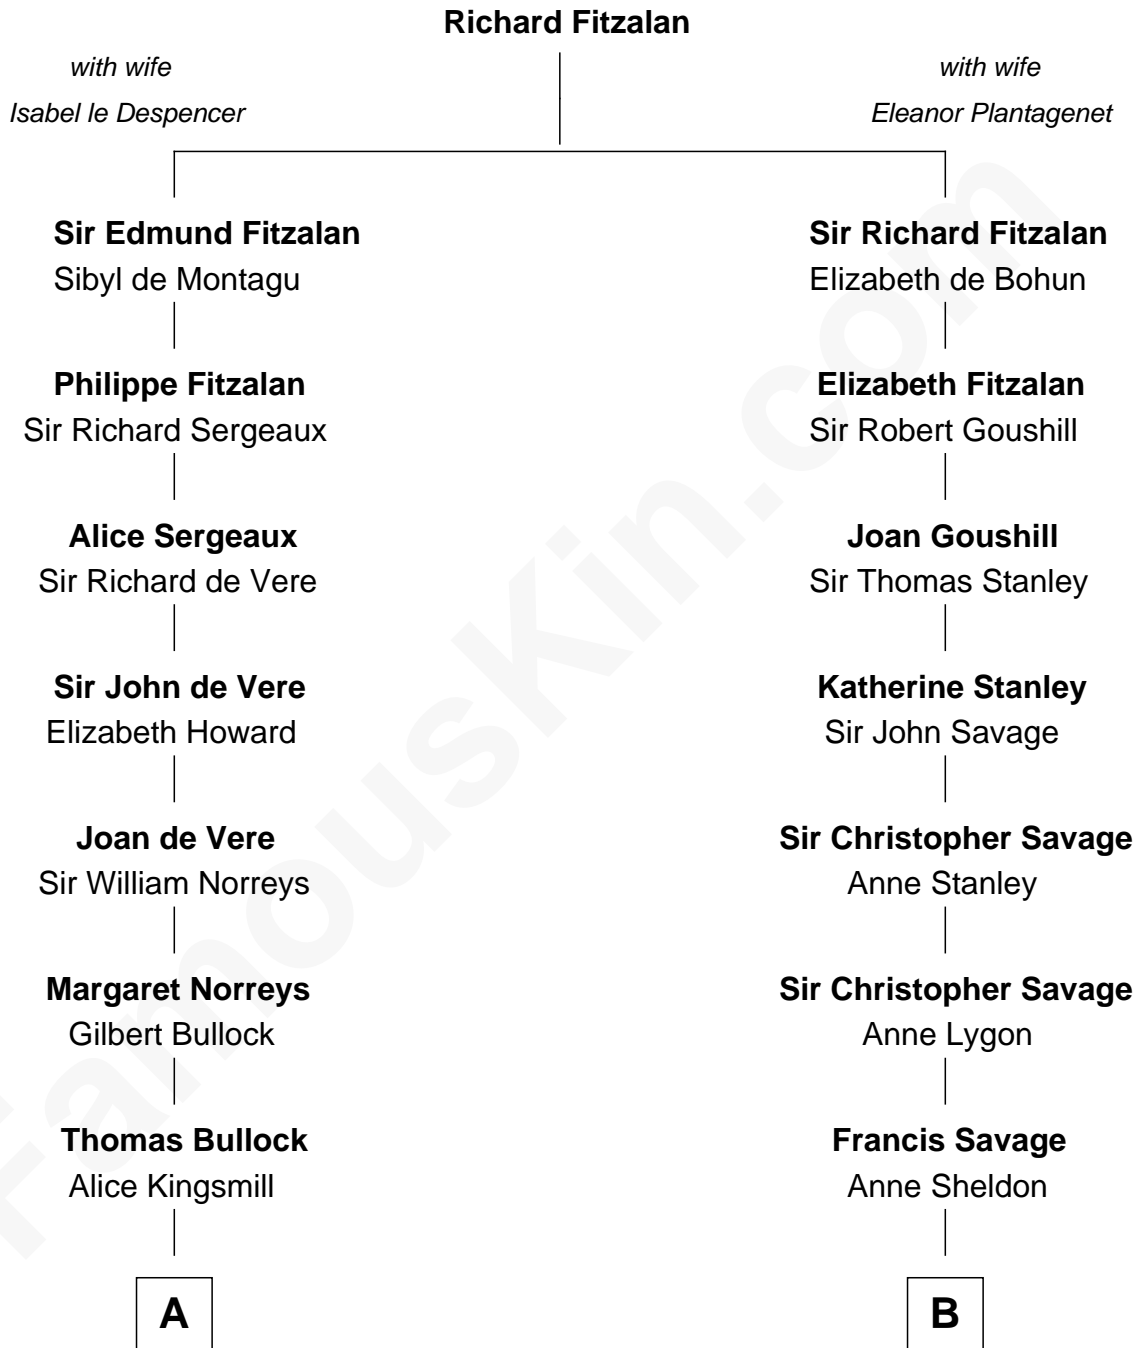 Richard Fitzalan
with wife
Isabel le Despencer
with wife
Eleanor Plantagenet
Sir Edmund Fitzalan
Sibyl de Montagu
Sir Richard Fitzalan
Elizabeth de Bohun
Philippe Fitzalan
Sir Richard Sergeaux
Elizabeth Fitzalan
Sir Robert Goushill
Alice Sergeaux
Sir Richard de Vere
Joan Goushill
Sir Thomas Stanley
Sir John de Vere
Elizabeth Howard
Katherine Stanley
Sir John Savage
Joan de Vere
Sir William Norreys
Sir Christopher Savage
Anne Stanley
Margaret Norreys
Gilbert Bullock
Sir Christopher Savage
Anne Lygon
Thomas Bullock
Alice Kingsmill
Francis Savage
Anne Sheldon
A
B
FamousKin.com